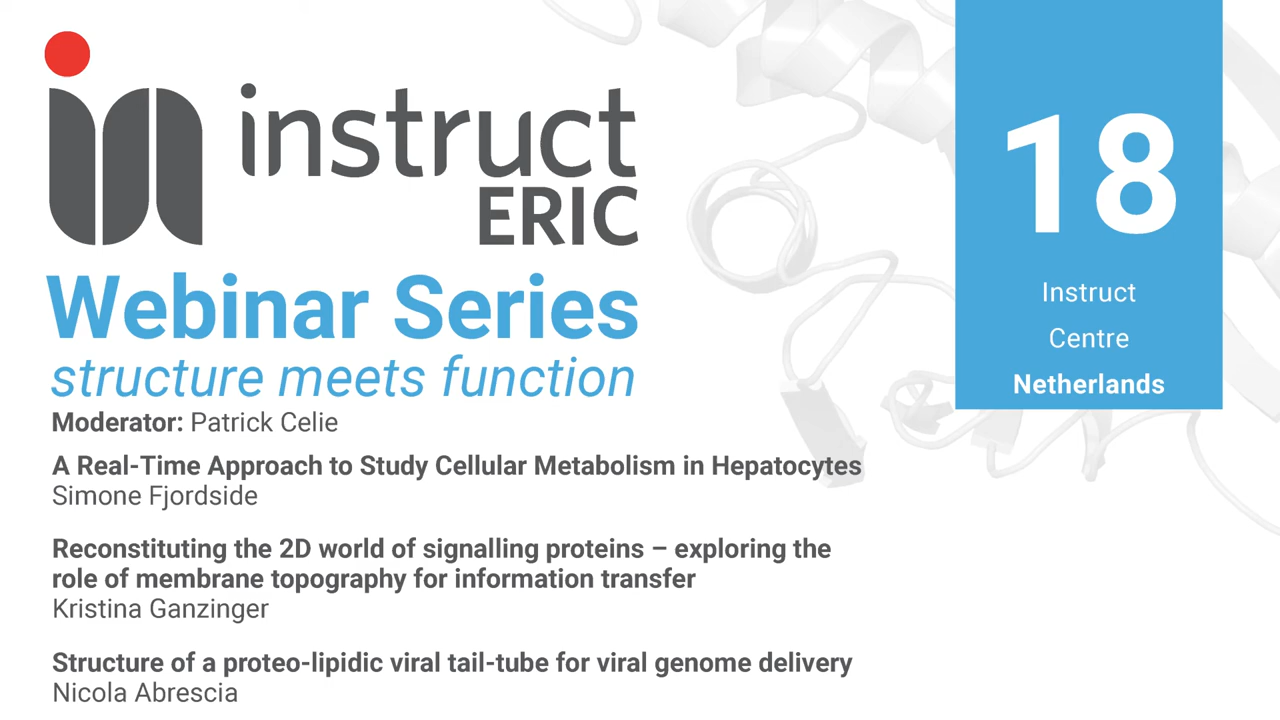 instruct
ERIC
Webinar Series
structure meets function
Moderator: Patrick Celie
A Real-Time Approach to Study Cellular Metabolism in Hepatocytes
Simone Fjordside
Reconstituting the 2D world of signalling proteins – exploring the
role of membrane topography for information transfer
Kristina Ganzinger
Structure of a proteo-lipidic viral tail-tube for viral genome delivery
Nicola Abrescia
18
Instruct
Centre
Netherlands